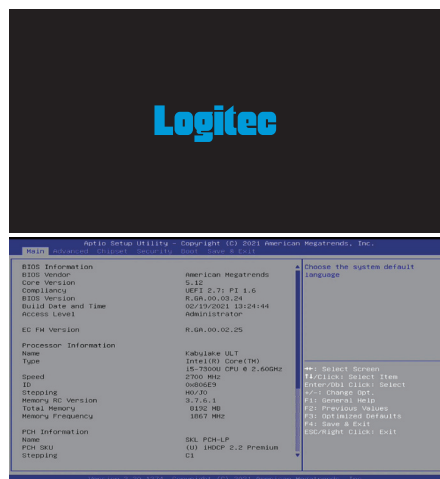 Logitec
Aptio Setup Utility - Copyright (C) 2021 American Megatrends, Inc.
Main Advanced Chipset Security Boot Save & Exit
BIOS Information
BIOS Vendor American Megatrends
Core Version 5.12
Compliancy UEFI 2.7; PI 1.6
BIOS Version R.GA.00.03.24
Build Date and Time 02/19/2021 13:24:44
Access Level Administrator
EC FW Version R.GA.00.02.25
Processor Information
Name Kabylake ULT
Type Intel(R) Core(TM)
i5-7300U CPU @ 2.60GHz
Speed 2700 MHz
ID 0x806E9
Stepping H0/J0
Memory RC Version 3.7.6.1
Total Memory 8192 MB
Memory Frequency 1867 MHz
PCH Information
Name SKL PCH-LP
PCH SKU (U) iHDCP 2.2 Premium
Stepping C1
Choose the system default
language
: Select Screen
/Click: Select Item
Enter/Dbl Click: Select
+/-: Change Opt.
F1: General Help
F2: Previous Values
F3: Optimized Defaults
F4: Save & Exit
ESC/Right Click: Exit